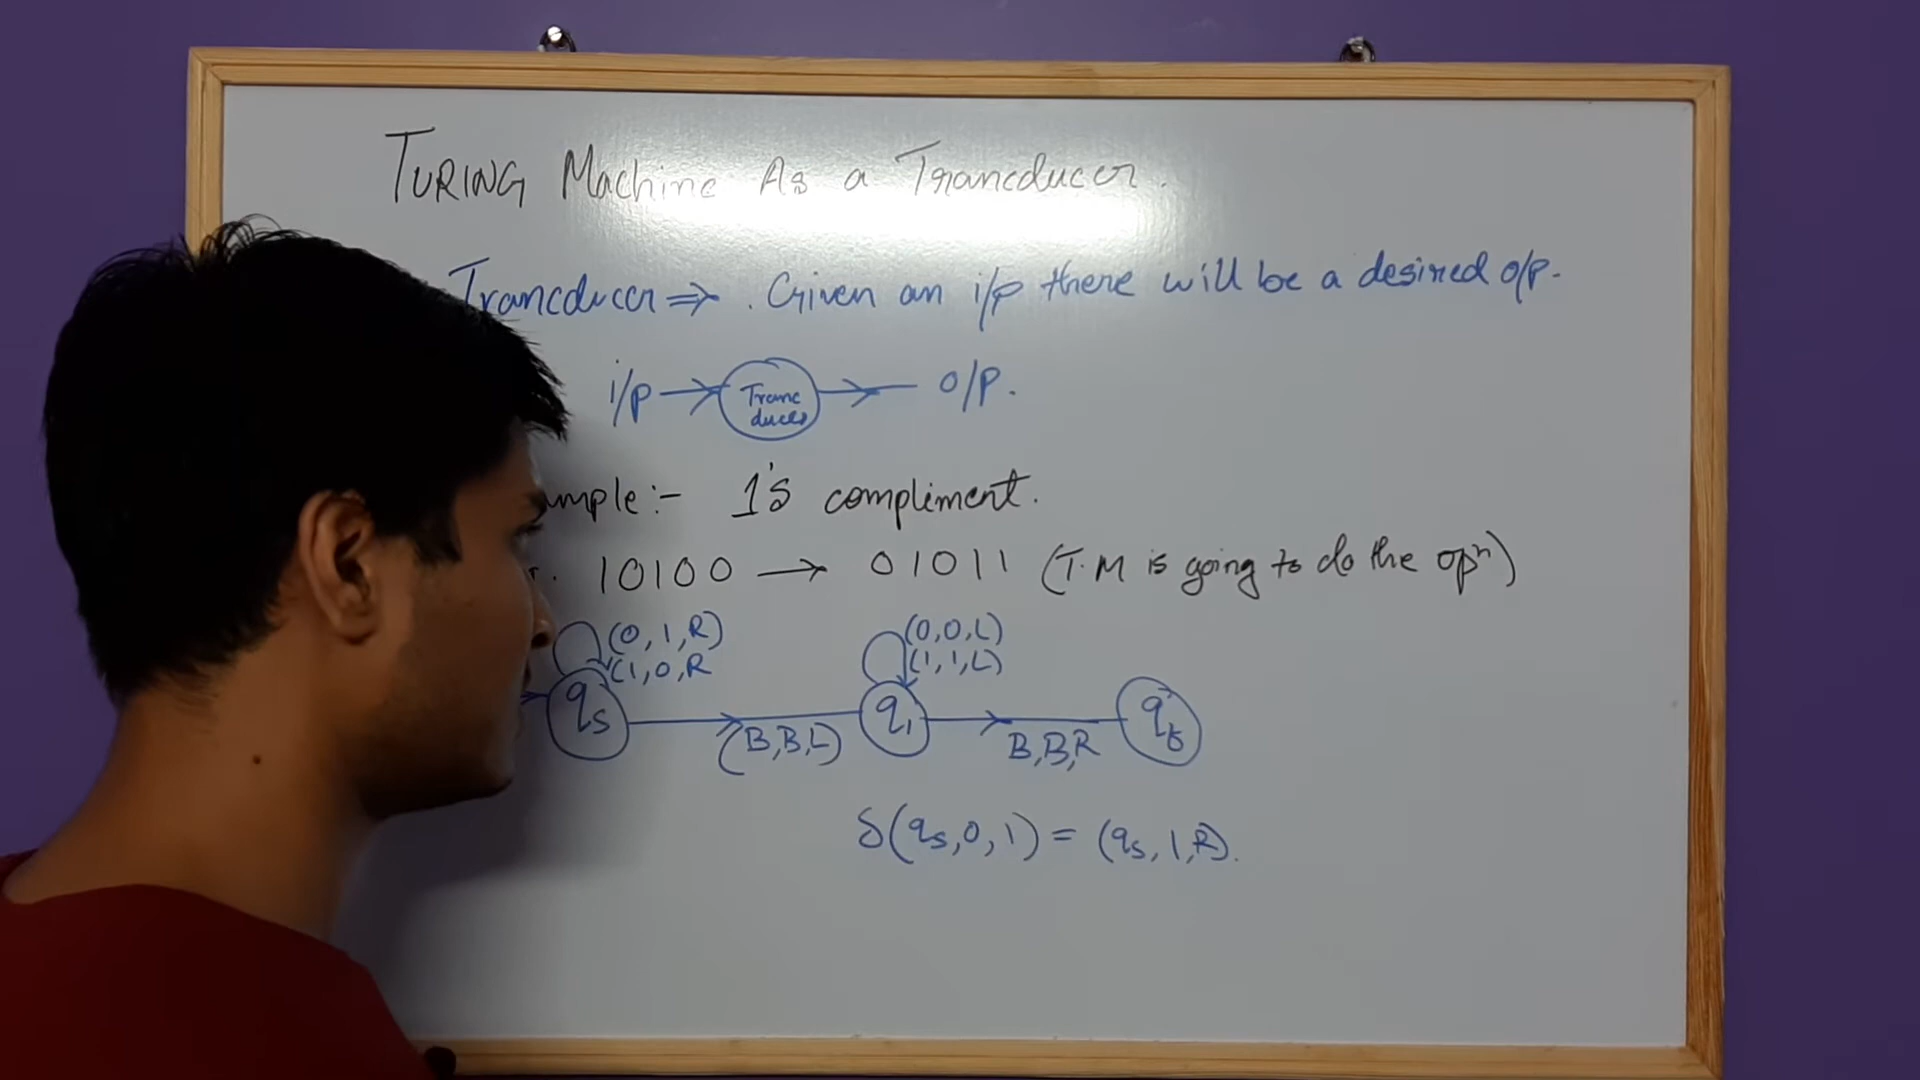 TURING Machine As a Trancducer.
Trancducer ⇒ . Given an i/p there will be a desired o/p.
i/p → Tranc ducer → o/p.
ample:- 1's compliment.
10100 → 01011 (T.M is going to do the opⁿ)
(0,1,R) (0,0,L)
(1,0,R (1,1,L)
qs q1 qf
(B,B,L) B,B,R
δ(qs,0,1) = (qs,1,R).